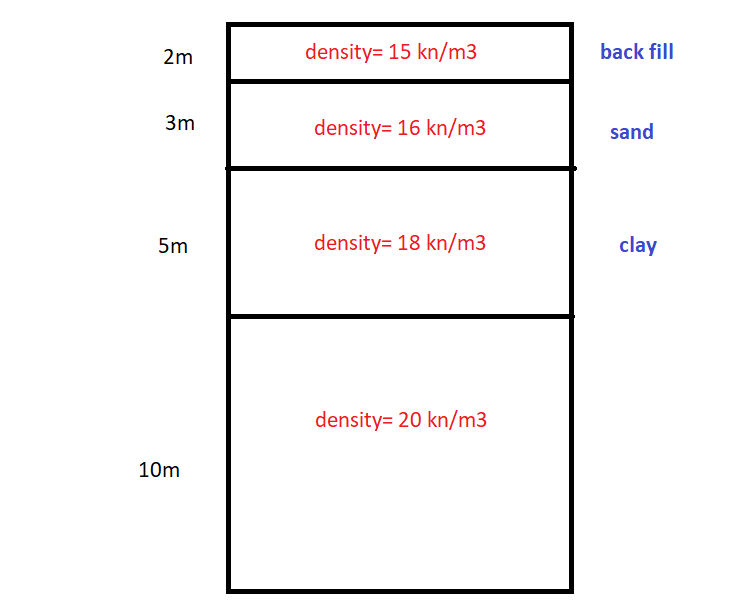 2m
density= 15 kn/m3
back fill
3m
density= 16 kn/m3
sand
5m
density= 18 kn/m3
clay
density= 20 kn/m3
10m